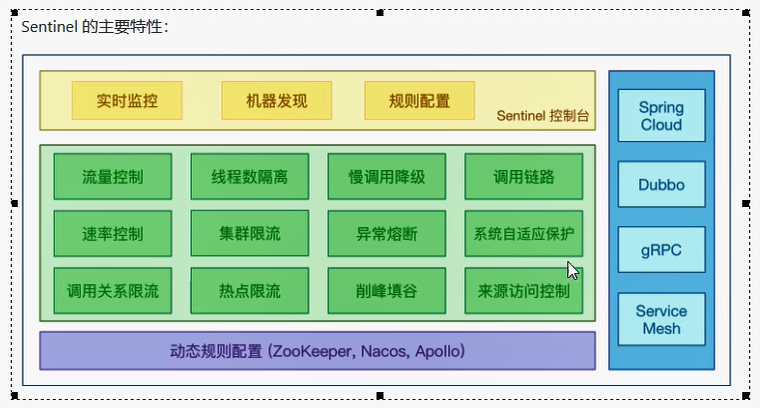 Sentinel 的主要特性：
实时监控
机器发现
规则配置
Sentinel 控制台
流量控制
线程数隔离
慢调用降级
调用链路
速率控制
集群限流
异常熔断
系统自适应保护
调用关系限流
热点限流
削峰填谷
来源访问控制
动态规则配置 (ZooKeeper, Nacos, Apollo)
Spring
Cloud
Dubbo
gRPC
Service
Mesh